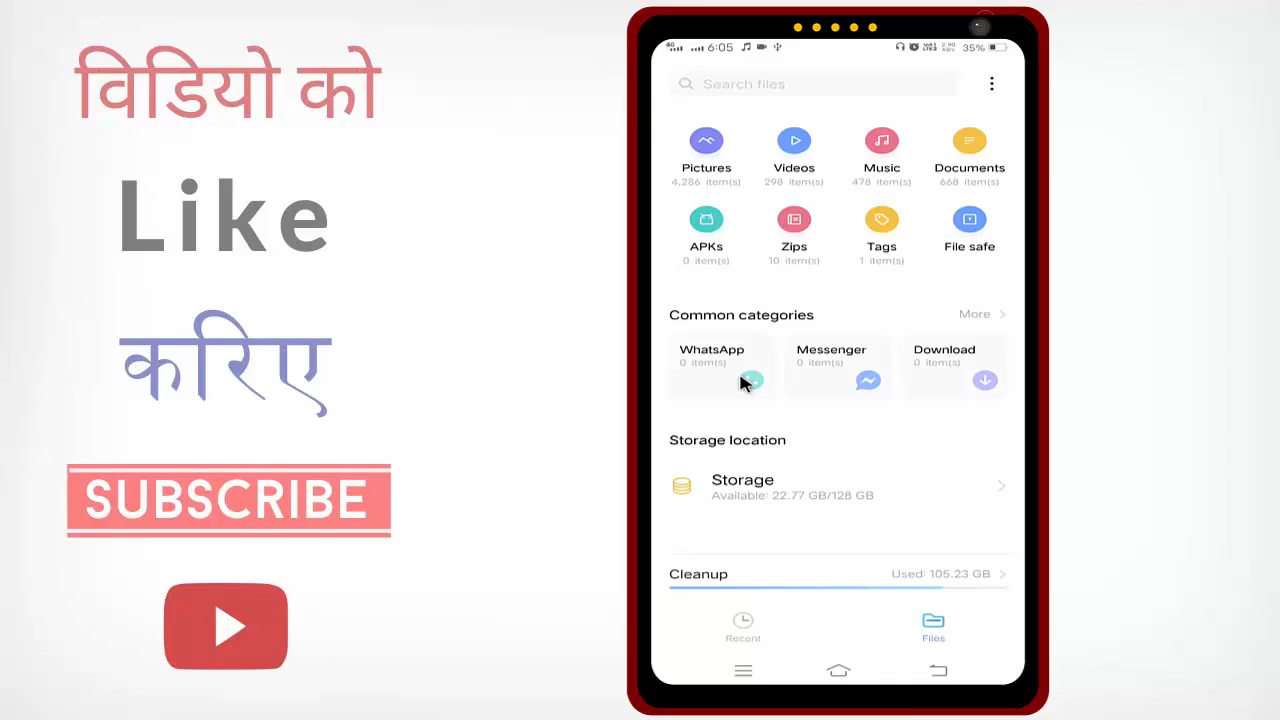 विडियो को
Like
करिए
SUBSCRIBE
4G 6:05 35%
Search files
Pictures Videos Music Documents
4,286 item(s) 298 item(s) 478 item(s) 668 item(s)
APKs Zips Tags File safe
0 item(s) 10 item(s) 1 item(s)
Common categories More
WhatsApp Messenger Download
0 item(s) 0 item(s) 0 item(s)
Storage location
Storage
Available: 22.77 GB/128 GB
Cleanup Used: 105.23 GB
Recent Files